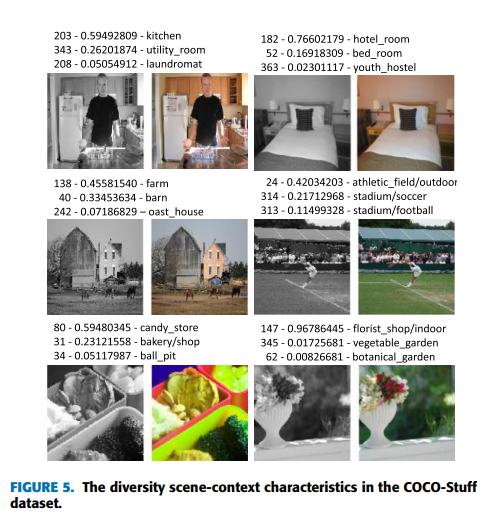 203 - 0.59492809 - kitchen
343 - 0.26201874 - utility_room
208 - 0.05054912 - laundromat
182 - 0.76602179 - hotel_room
52 - 0.16918309 - bed_room
363 - 0.02301117 - youth_hostel
138 - 0.45581540 - farm
40 - 0.33453634 - barn
242 - 0.07186829 – oast_house
24 - 0.42034203 - athletic_field/outdoor
314 - 0.21712968 - stadium/soccer
313 - 0.11499328 - stadium/football
80 - 0.59480345 - candy_store
31 - 0.23121558 - bakery/shop
34 - 0.05117987 - ball_pit
147 - 0.96786445 - florist_shop/indoor
345 - 0.01725681 - vegetable_garden
62 - 0.00826681 - botanical_garden
FIGURE 5. The diversity scene-context characteristics in the COCO-Stuff
dataset.